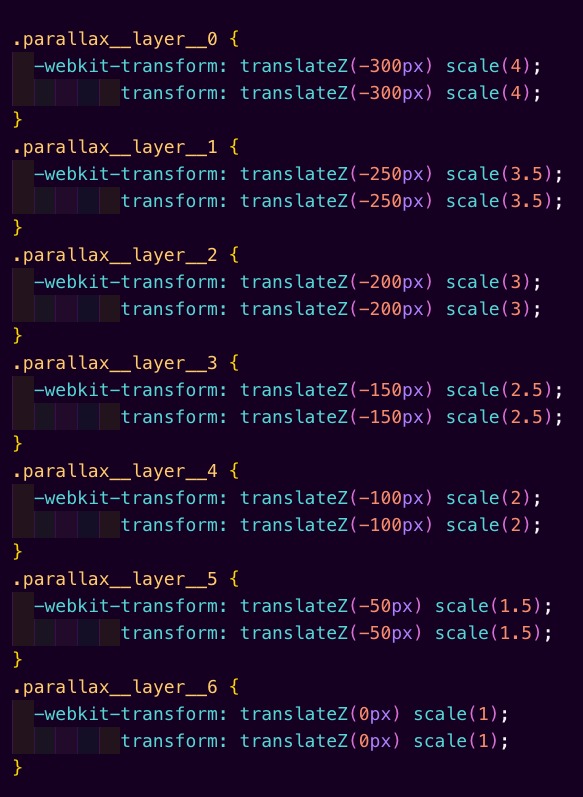 .parallax__layer__0 {
  -webkit-transform: translateZ(-300px) scale(4);
          transform: translateZ(-300px) scale(4);
}
.parallax__layer__1 {
  -webkit-transform: translateZ(-250px) scale(3.5);
          transform: translateZ(-250px) scale(3.5);
}
.parallax__layer__2 {
  -webkit-transform: translateZ(-200px) scale(3);
          transform: translateZ(-200px) scale(3);
}
.parallax__layer__3 {
  -webkit-transform: translateZ(-150px) scale(2.5);
          transform: translateZ(-150px) scale(2.5);
}
.parallax__layer__4 {
  -webkit-transform: translateZ(-100px) scale(2);
          transform: translateZ(-100px) scale(2);
}
.parallax__layer__5 {
  -webkit-transform: translateZ(-50px) scale(1.5);
          transform: translateZ(-50px) scale(1.5);
}
.parallax__layer__6 {
  -webkit-transform: translateZ(0px) scale(1);
          transform: translateZ(0px) scale(1);
}